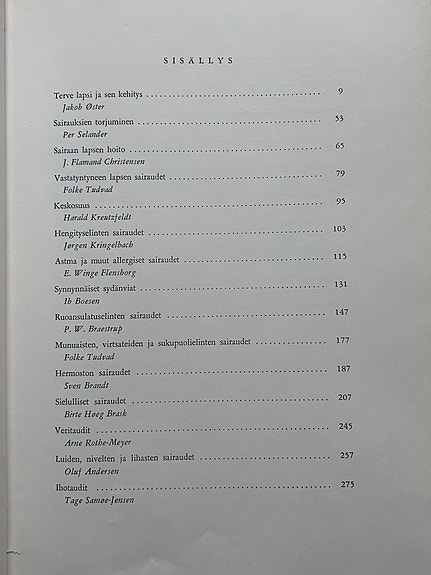 SISÄLLYS
Terve lapsi ja sen kehitys 9
Jakob Øster
Sairauksien torjuminen 53
Per Selander
Sairaan lapsen hoito 65
J. Flamand Christensen
Vastatyntyneen lapsen sairaudet 79
Folke Tudvad
Keskosuus 95
Harald Kreutzfeldt
Hengityselinten sairaudet 103
Jørgen Kringelbach
Astma ja muut allergiset sairaudet 115
E. Winge Flensborg
Synnynnäiset sydänviat 131
Ib Boesen
Ruoansulatuselinten sairaudet 147
P. W. Braestrup
Munuaisten, virtsateiden ja sukupuolielinten sairaudet 177
Folke Tudvad
Hermoston sairaudet 187
Sven Brandt
Sielulliset sairaudet 207
Birte Høeg Brask
Veritaudit 245
Arne Rothe-Meyer
Luiden, nivelten ja lihasten sairaudet 257
Oluf Andersen
Ihotaudit 275
Tage Samøe-Jensen